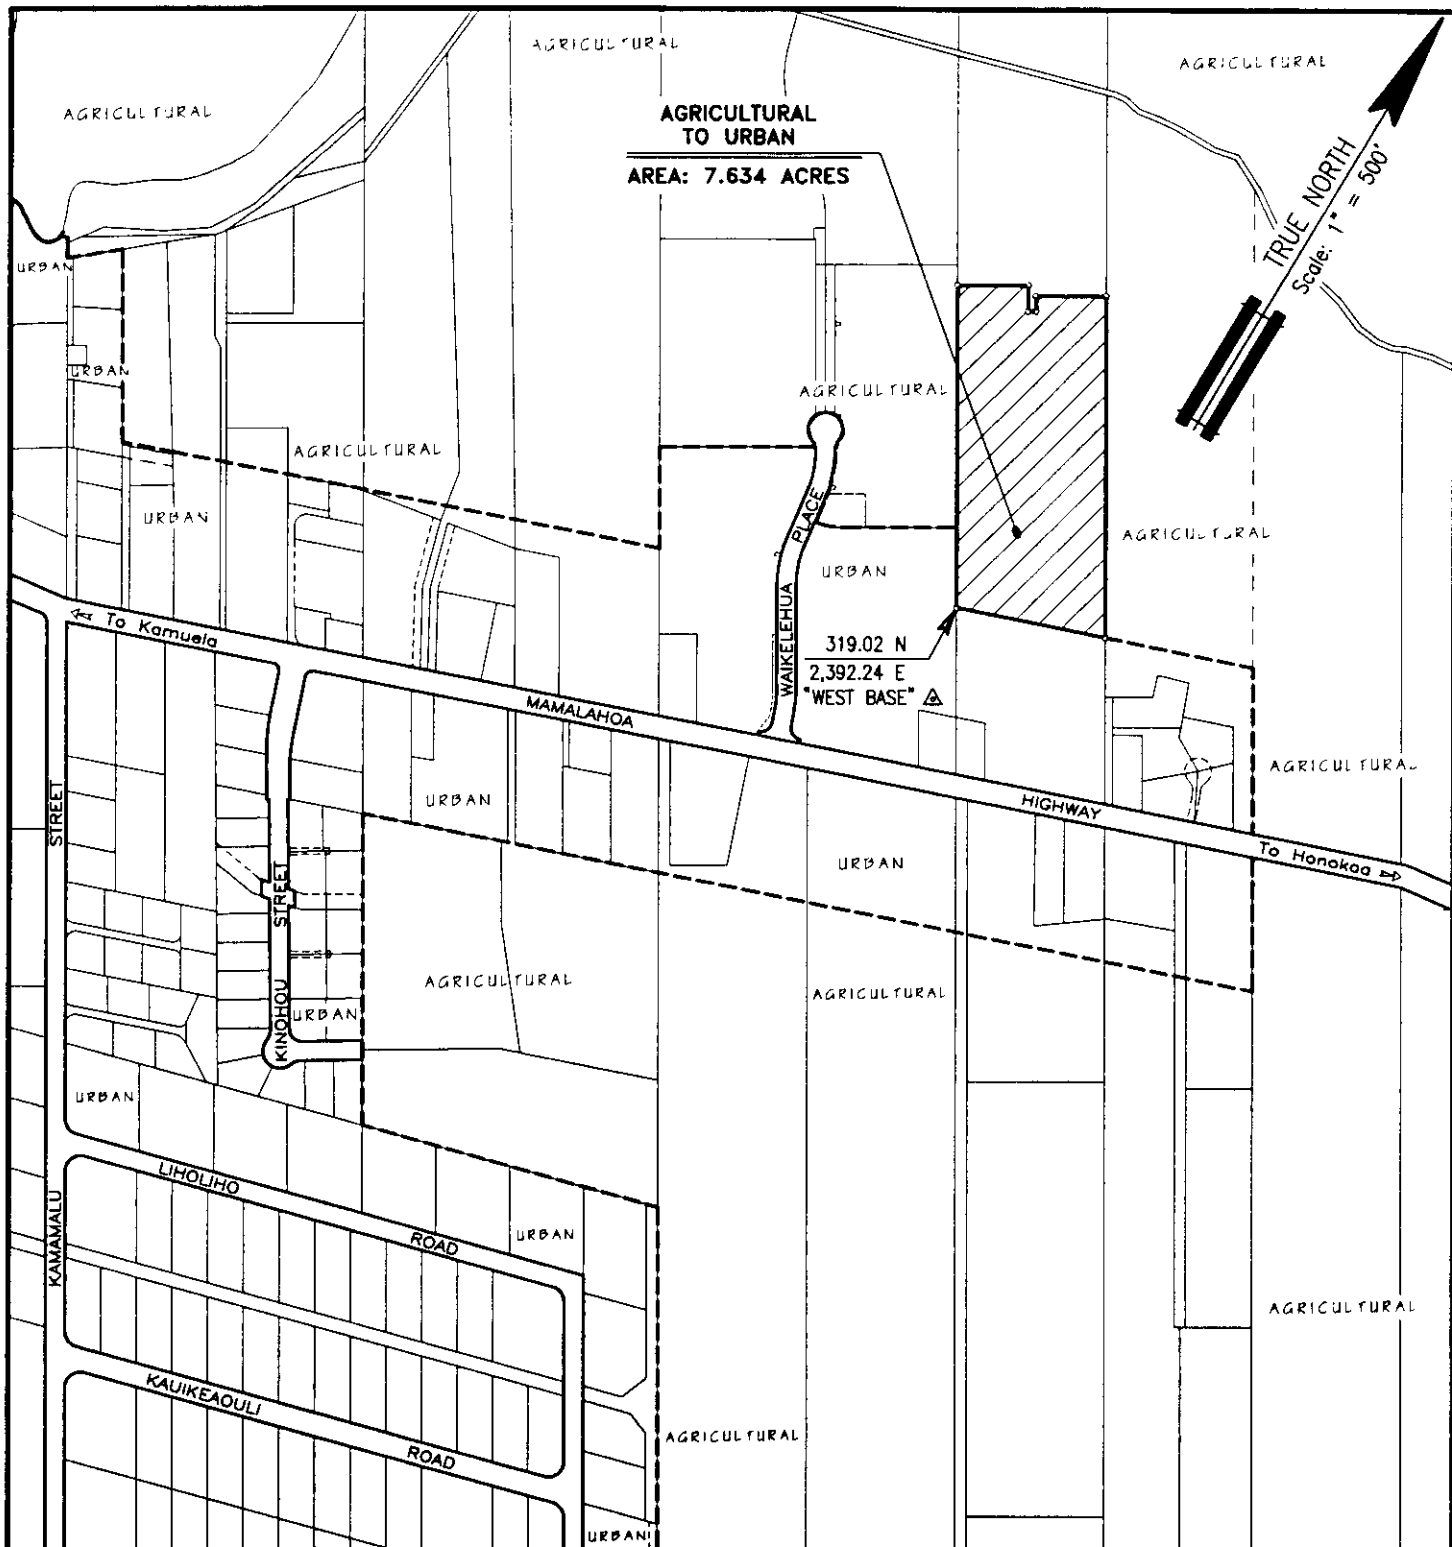 AGRICULTURAL
AGRICULTURAL
AGRICULTURAL
AGRICULTURAL
TO URBAN
AREA: 7.634 ACRES
TRUE NORTH
Scale: 1" = 500'
URBAN
URBAN
AGRICULTURAL
AGRICULTURAL
URBAN
AGRICULTURAL
URBAN
WAIKELEHUA PLACE
319.02 N
2,392.24 E
"WEST BASE"
To Kamuela
MAMALAHOA
HIGHWAY
To Honokaa
AGRICULTURAL
URBAN
URBAN
STREET
KINOHOU STREET
AGRICULTURAL
AGRICULTURAL
URBAN
URBAN
LIHOLIHO
ROAD
URBAN
KAMAMALU
AGRICULTURAL
KAUIKEAOULI
ROAD
AGRICULTURAL
URBAN